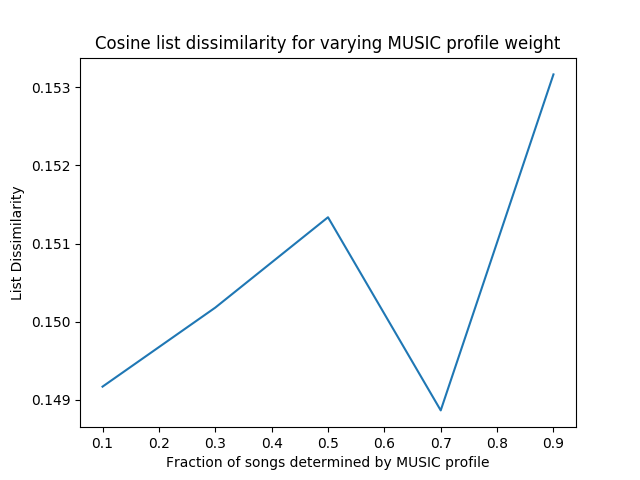 Cosine list dissimilarity for varying MUSIC profile weight
0.153
0.152
0.151
0.150
0.149
List Dissimilarity
0.1 0.2 0.3 0.4 0.5 0.6 0.7 0.8 0.9
Fraction of songs determined by MUSIC profile